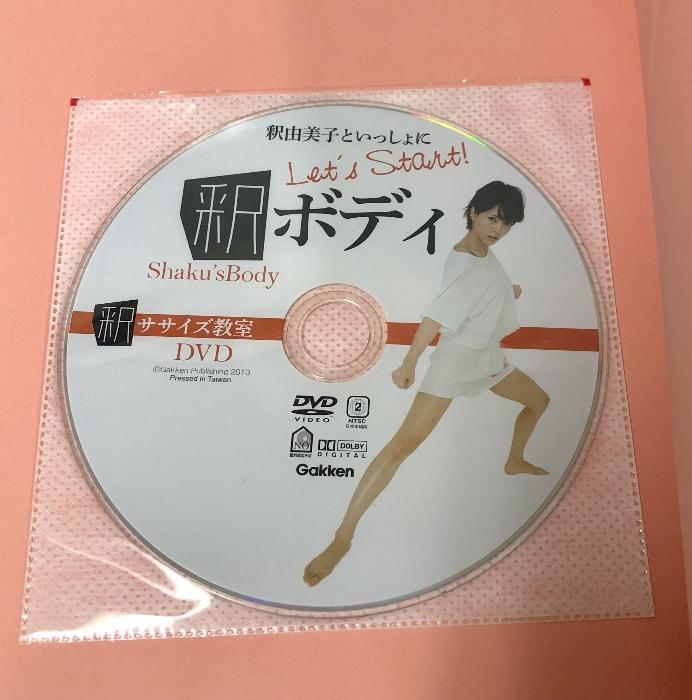 釈由美子といっしょに
Let's Start!
釈ボディ
Shaku'sBody
釈ササイズ教室
DVD
©Gakken Publishing 2013
Pressed in Taiwan
DVD
VIDEO
2
NTSC
日本市場向
NO
DOLBY
DIGITAL
Gakken